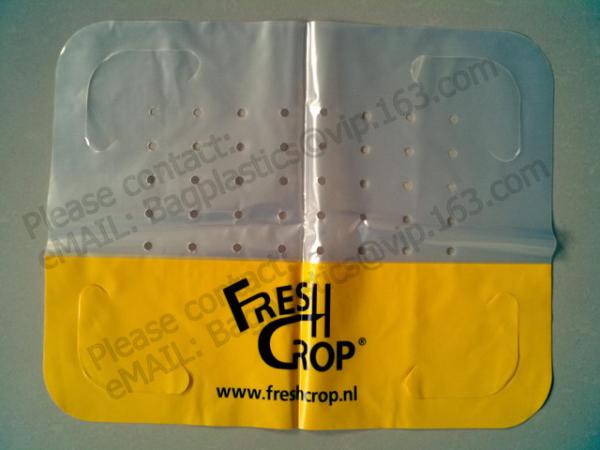 Please contact:
eMAIL: Bagplastics@vip.163.com
Please contact:
eMAIL: Bagplastics@vip.163.com
FRESH
CROP®
www.freshcrop.nl